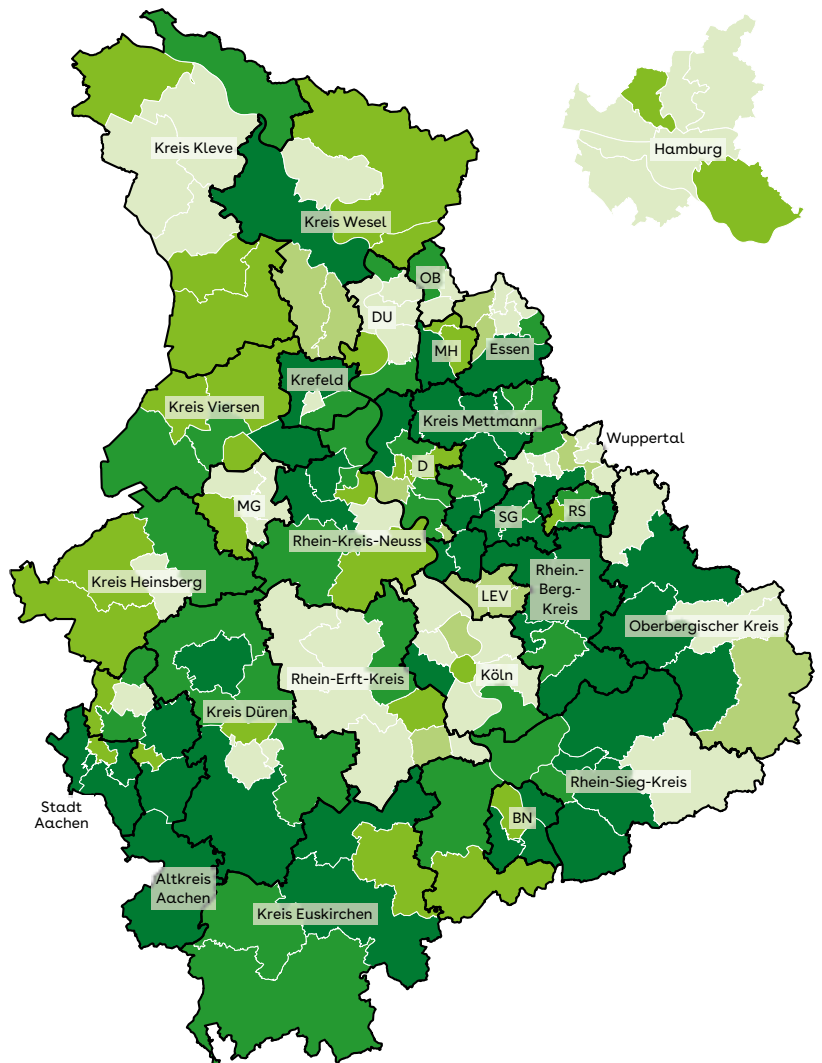 Kreis Kleve
Hamburg
Kreis Wesel
OB
DU
MH
Essen
Krefeld
Kreis Viersen
Kreis Mettmann
Wuppertal
D
MG
SG
RS
Rhein-Kreis-Neuss
Kreis Heinsberg
LEV
Rhein.-
Berg.-
Kreis
Oberbergischer Kreis
Rhein-Erft-Kreis
Köln
Kreis Düren
Rhein-Sieg-Kreis
Stadt
Aachen
BN
Altkreis
Aachen
Kreis Euskirchen